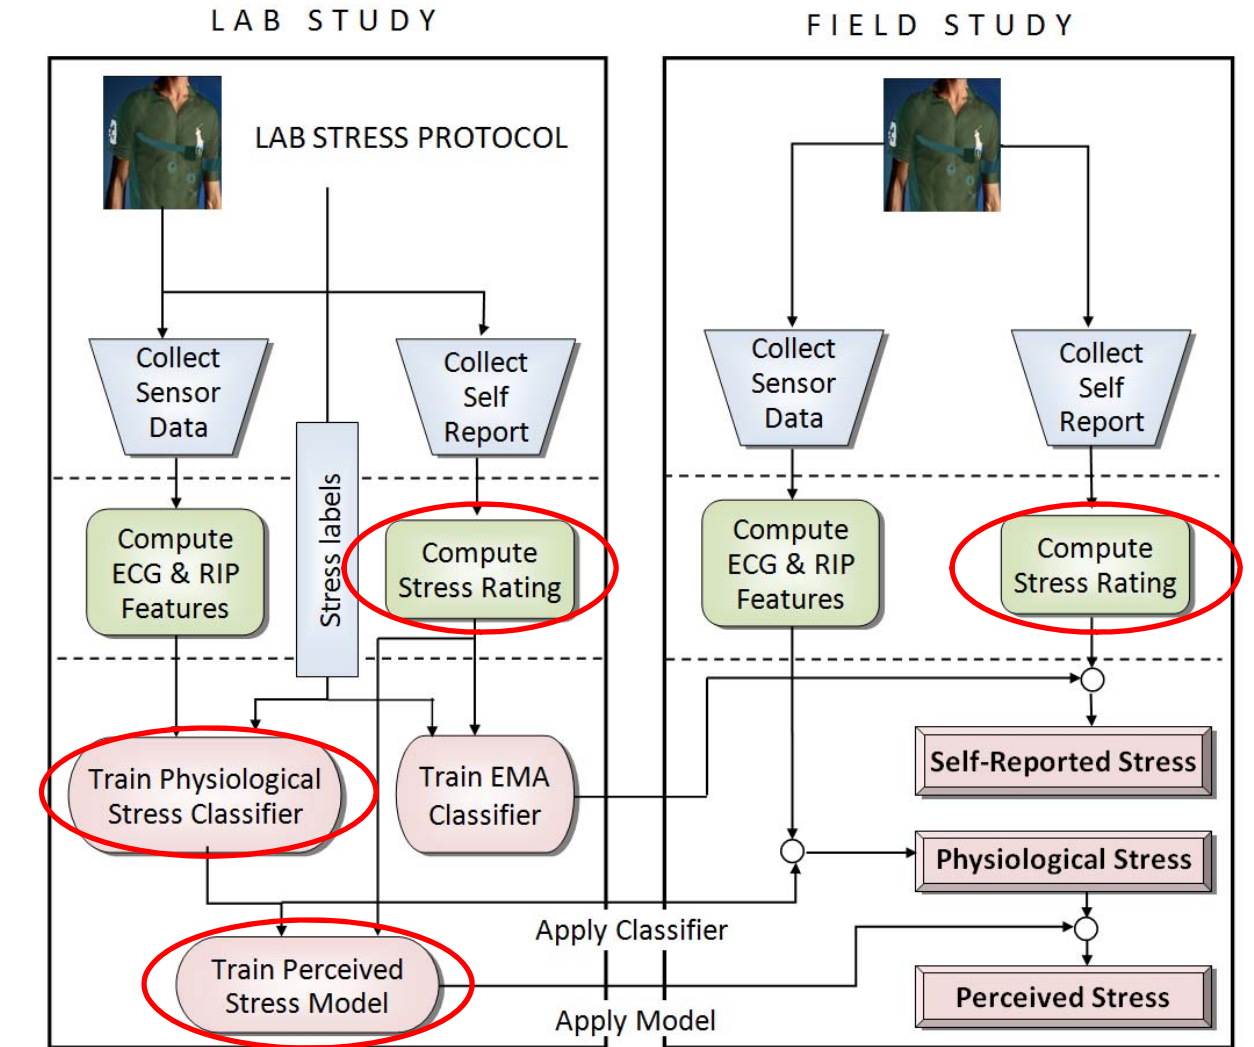 LAB STUDY
FIELD STUDY
LAB STRESS PROTOCOL
Collect
Sensor
Data
Collect
Self
Report
Stress labels
Compute
ECG & RIP
Features
Compute
Stress Rating
Train Physiological
Stress Classifier
Train EMA
Classifier
Train Perceived
Stress Model
Collect
Sensor
Data
Collect
Self
Report
Compute
ECG & RIP
Features
Compute
Stress Rating
Self-Reported Stress
Physiological Stress
Apply Classifier
Perceived Stress
Apply Model